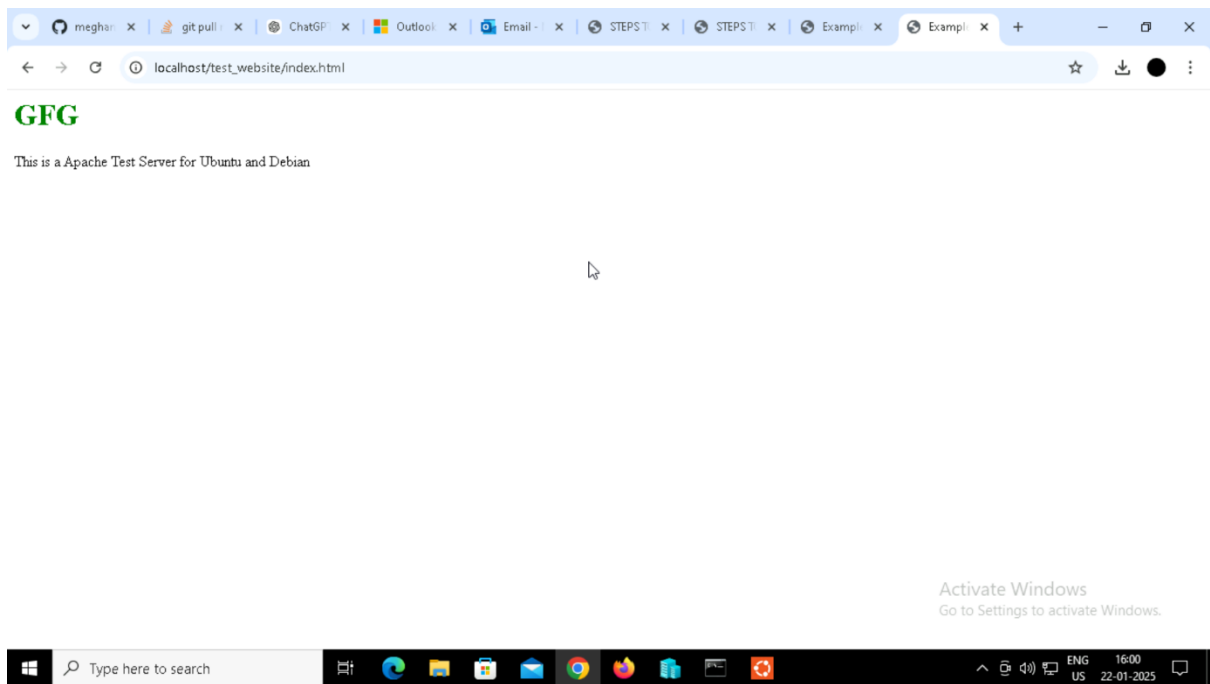 meghan git pull ChatGP Outlook Email - STEPS T STEPS T Example Example
localhost/test_website/index.html
GFG
This is a Apache Test Server for Ubuntu and Debian
Activate Windows
Go to Settings to activate Windows.
Type here to search
ENG 16:00
US 22-01-2025